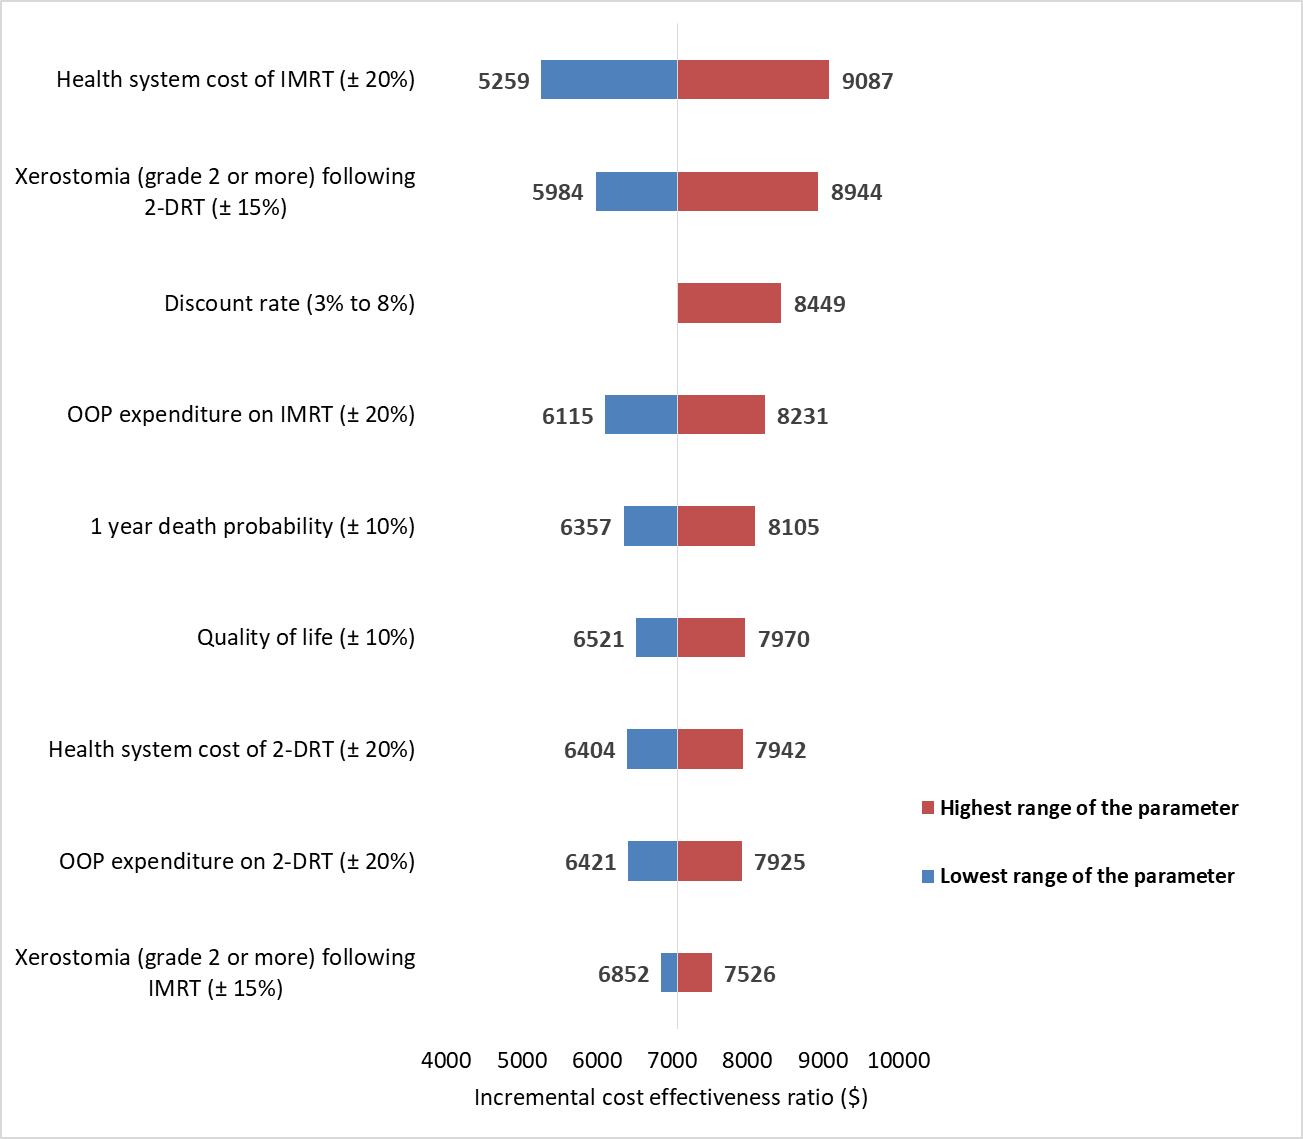 Health system cost of IMRT (± 20%)
5259
9087
Xerostomia (grade 2 or more) following
2-DRT (± 15%)
5984
8944
Discount rate (3% to 8%)
8449
OOP expenditure on IMRT (± 20%)
6115
8231
1 year death probability (± 10%)
6357
8105
Quality of life (± 10%)
6521
7970
Health system cost of 2-DRT (± 20%)
6404
7942
Highest range of the parameter
OOP expenditure on 2-DRT (± 20%)
6421
7925
Lowest range of the parameter
Xerostomia (grade 2 or more) following
IMRT (± 15%)
6852
7526
4000 5000 6000 7000 8000 9000 10000
Incremental cost effectiveness ratio ($)